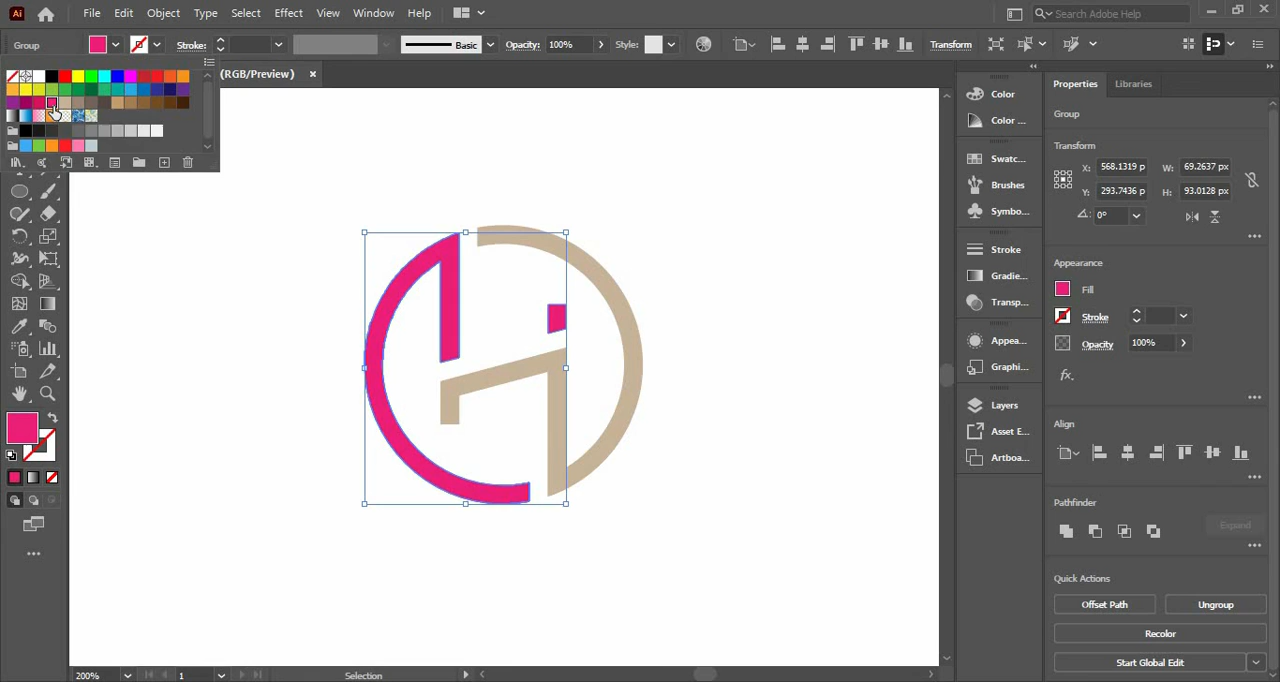 Ai File Edit Object Type Select Effect View Window Help Search Adobe Help
Group Stroke: Basic Opacity: 100% Style: Transform
(RGB/Preview) ×
Properties Libraries
Group
Transform
X: 568.1319 p W: 69.2637 px
Y: 293.7436 p H: 93.0128 px
0°
Appearance
Fill
Stroke
Opacity 100%
fx.
Align
Pathfinder
Expand
Quick Actions
Offset Path Ungroup
Recolor
Start Global Edit
Color
Color ...
Swatc...
Brushes
Symbo...
Stroke
Gradie...
Transp...
Appea...
Graphi...
Layers
Asset E...
Artboa...
200% 1 Selection